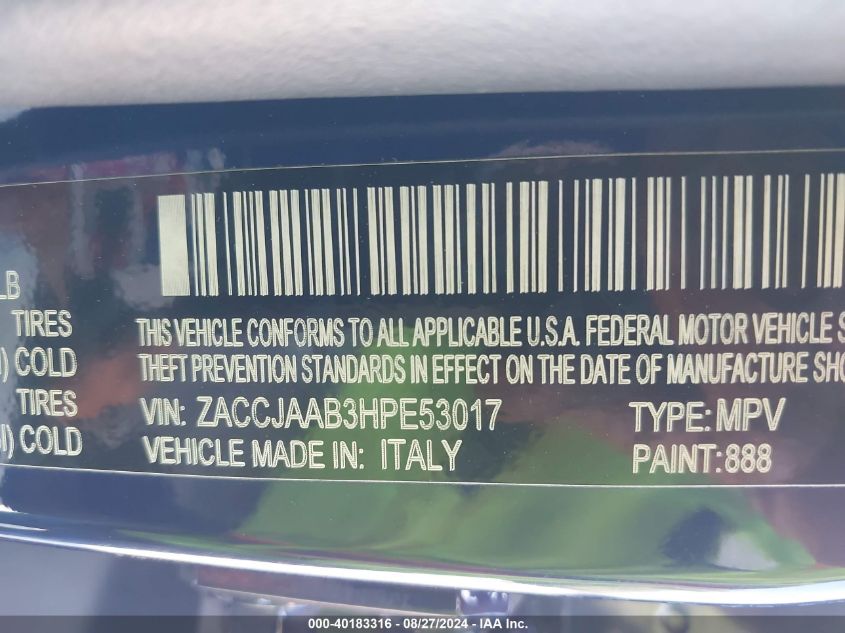 LB
TIRES
I) COLD
TIRES
SI) COLD
THIS VEHICLE CONFORMS TO ALL APPLICABLE U.S.A. FEDERAL MOTOR VEHICLE S
THEFT PREVENTION STANDARDS IN EFFECT ON THE DATE OF MANUFACTURE SHO
VIN: ZACCJAAB3HPE53017 TYPE: MPV
VEHICLE MADE IN: ITALY PAINT: 888
000-40183316 - 08/27/2024 - IAA Inc.